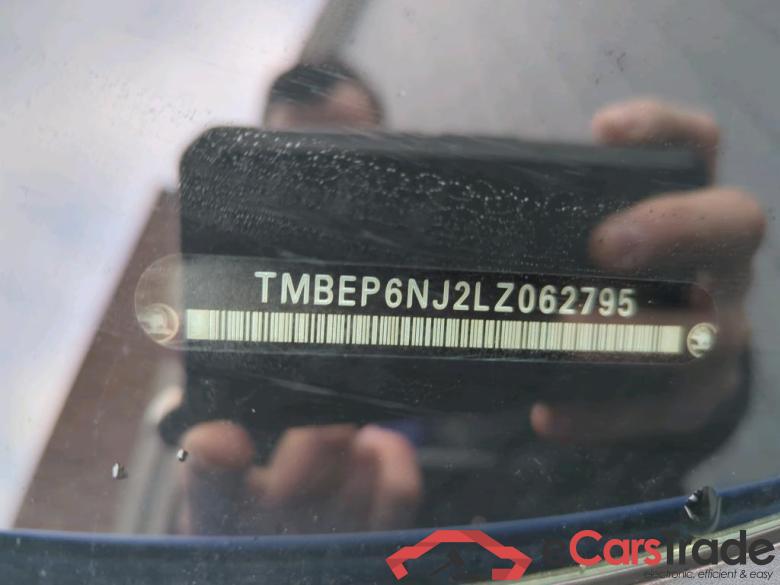 TMBEP6NJ2LZ062795
eCarstrade
electronic, efficient & easy